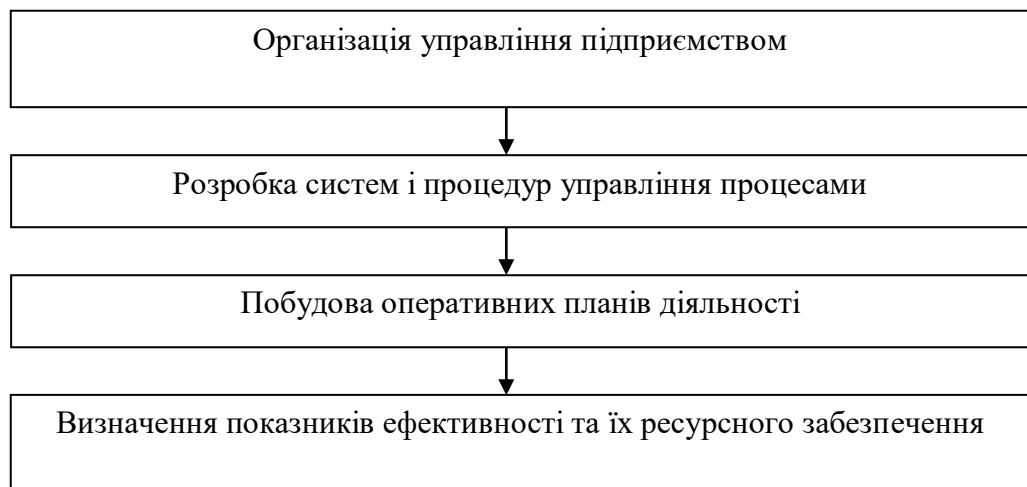 Організація управління підприємством
Розробка систем і процедур управління процесами
Побудова оперативних планів діяльності
Визначення показників ефективності та їх ресурсного забезпечення